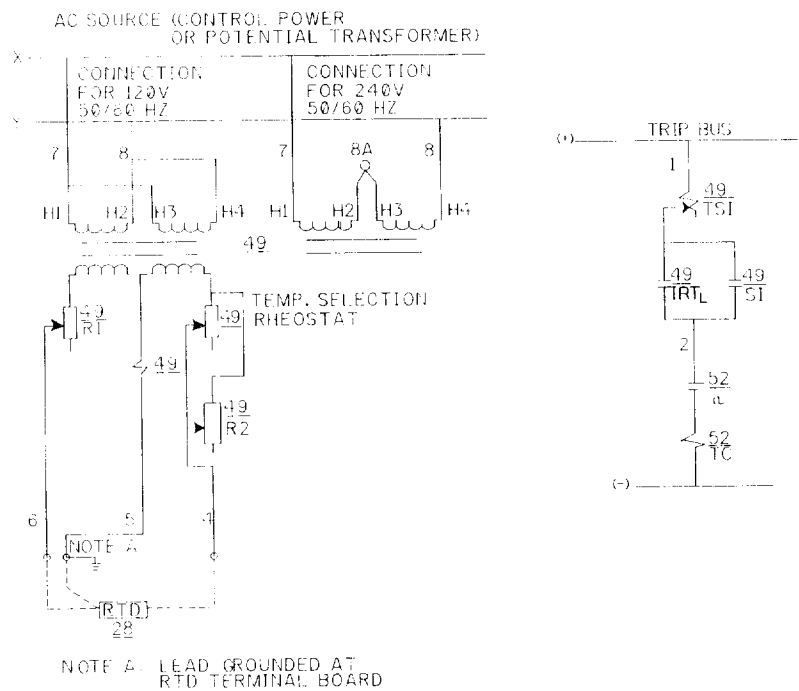 AC SOURCE (CONTROL POWER
OR POTENTIAL TRANSFORMER)
X
CONNECTION
FOR 120V
50/60 HZ
CONNECTION
FOR 240V
50/60 HZ
Y
7
8
7
8A
8
H1
H2
H3
H4
H1
H2
H3
H4
49
49
R1
49
TEMP. SELECTION
RHEOSTAT
49
49
R2
6
5
4
NOTE A
RTD
28
NOTE A: LEAD GROUNDED AT
RTD TERMINAL BOARD
(+)
TRIP BUS
1
49
TSI
49
TRTL
49
SI
2
52
a
52
TC
(-)